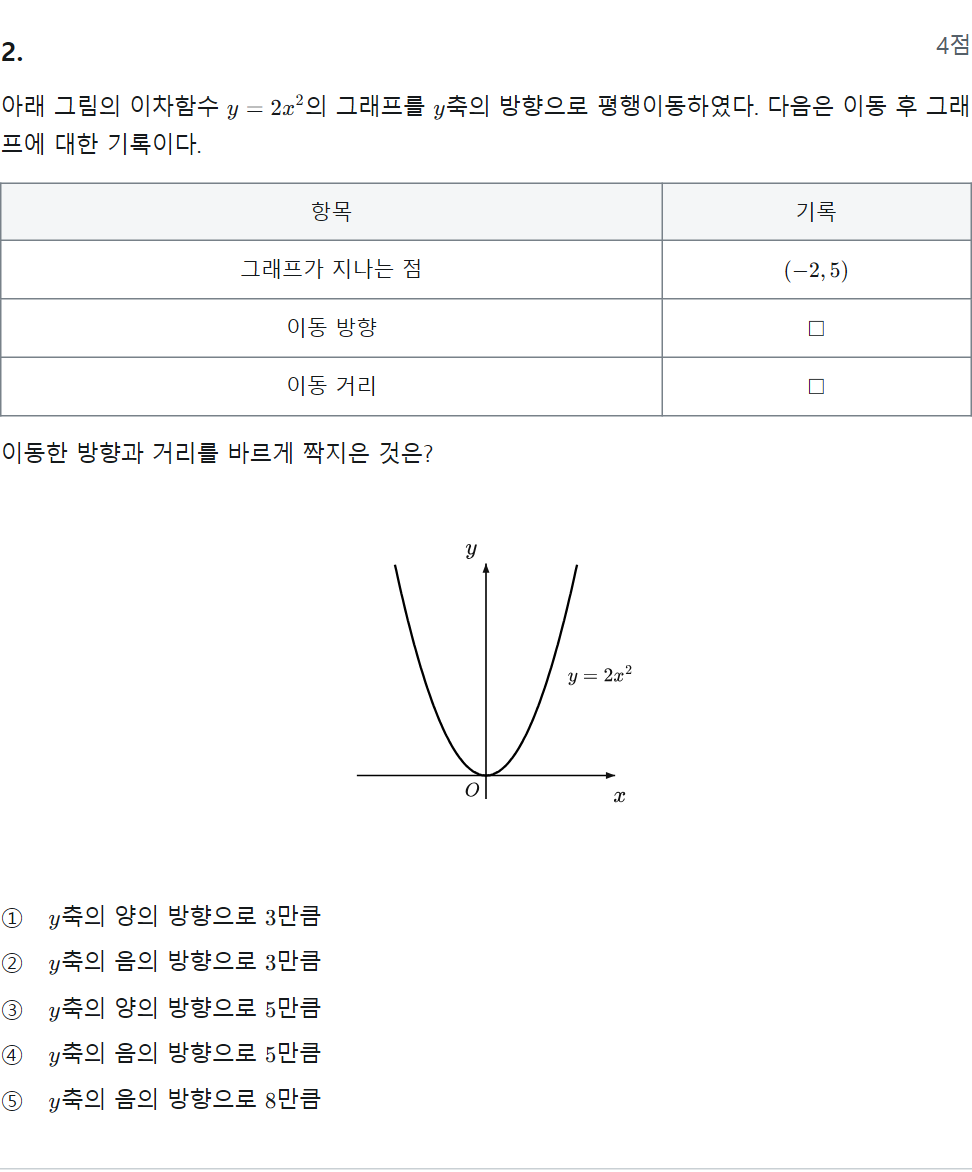 4점
2.
아래 그림의 이차함수 y = 2x²의 그래프를 y축의 방향으로 평행이동하였다. 다음은 이동 후 그래
프에 대한 기록이다.
항목 기록
그래프가 지나는 점 (−2, 5)
이동 방향 □
이동 거리 □
이동한 방향과 거리를 바르게 짝지은 것은?
y
y = 2x²
O
x
① y축의 양의 방향으로 3만큼
② y축의 음의 방향으로 3만큼
③ y축의 양의 방향으로 5만큼
④ y축의 음의 방향으로 5만큼
⑤ y축의 음의 방향으로 8만큼